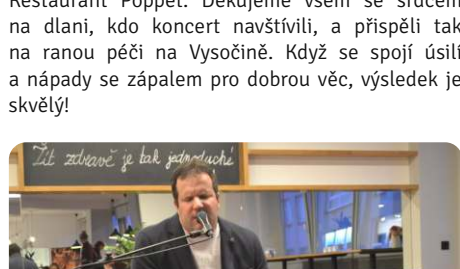 Restaurant Poppet. Děkujeme všem se srdcem
na dlani, kdo koncert navštívili, a přispěli tak
na ranou péči na Vysočině. Když se spojí úsilí
a nápady se zápalem pro dobrou věc, výsledek je
skvělý!
Žít zdravě je tak jednoduché